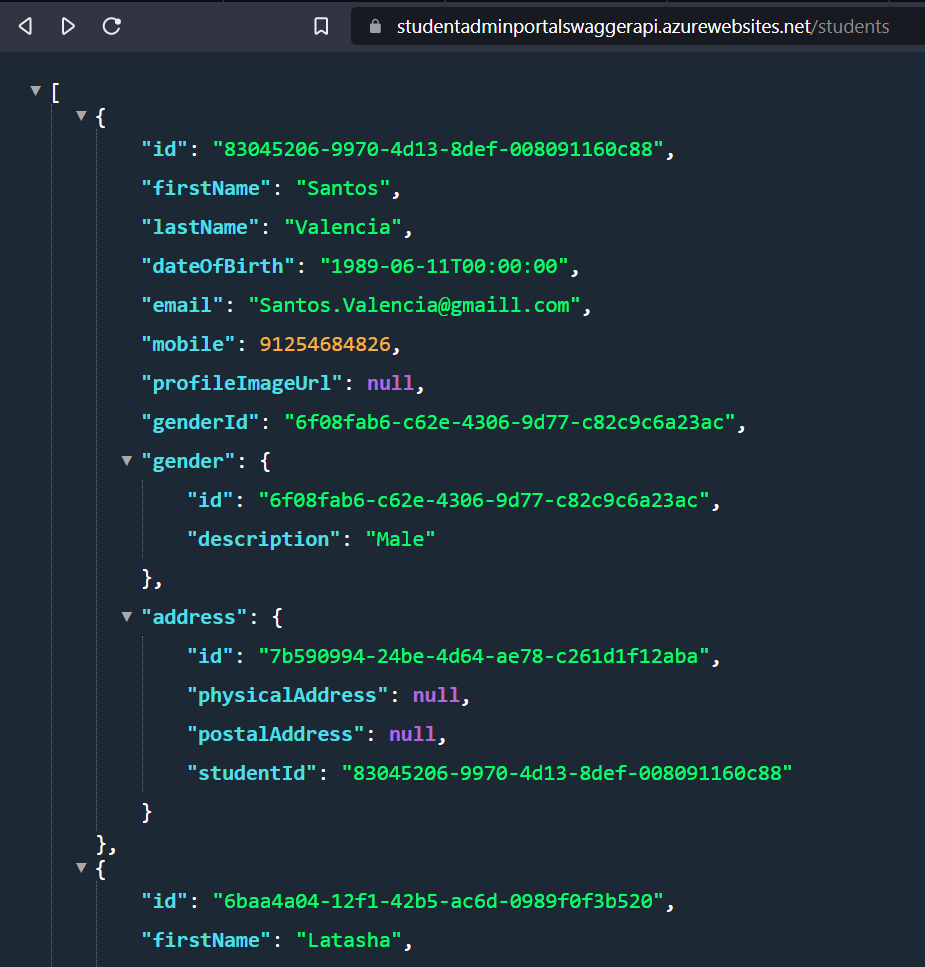 studentadminportalswaggerapi.azurewebsites.net/students
[
{
"id": "83045206-9970-4d13-8def-008091160c88",
"firstName": "Santos",
"lastName": "Valencia",
"dateOfBirth": "1989-06-11T00:00:00",
"email": "Santos.Valencia@gmaill.com",
"mobile": 91254684826,
"profileImageUrl": null,
"genderId": "6f08fab6-c62e-4306-9d77-c82c9c6a23ac",
"gender": {
"id": "6f08fab6-c62e-4306-9d77-c82c9c6a23ac",
"description": "Male"
},
"address": {
"id": "7b590994-24be-4d64-ae78-c261d1f12aba",
"physicalAddress": null,
"postalAddress": null,
"studentId": "83045206-9970-4d13-8def-008091160c88"
}
},
{
"id": "6baa4a04-12f1-42b5-ac6d-0989f0f3b520",
"firstName": "Latasha",